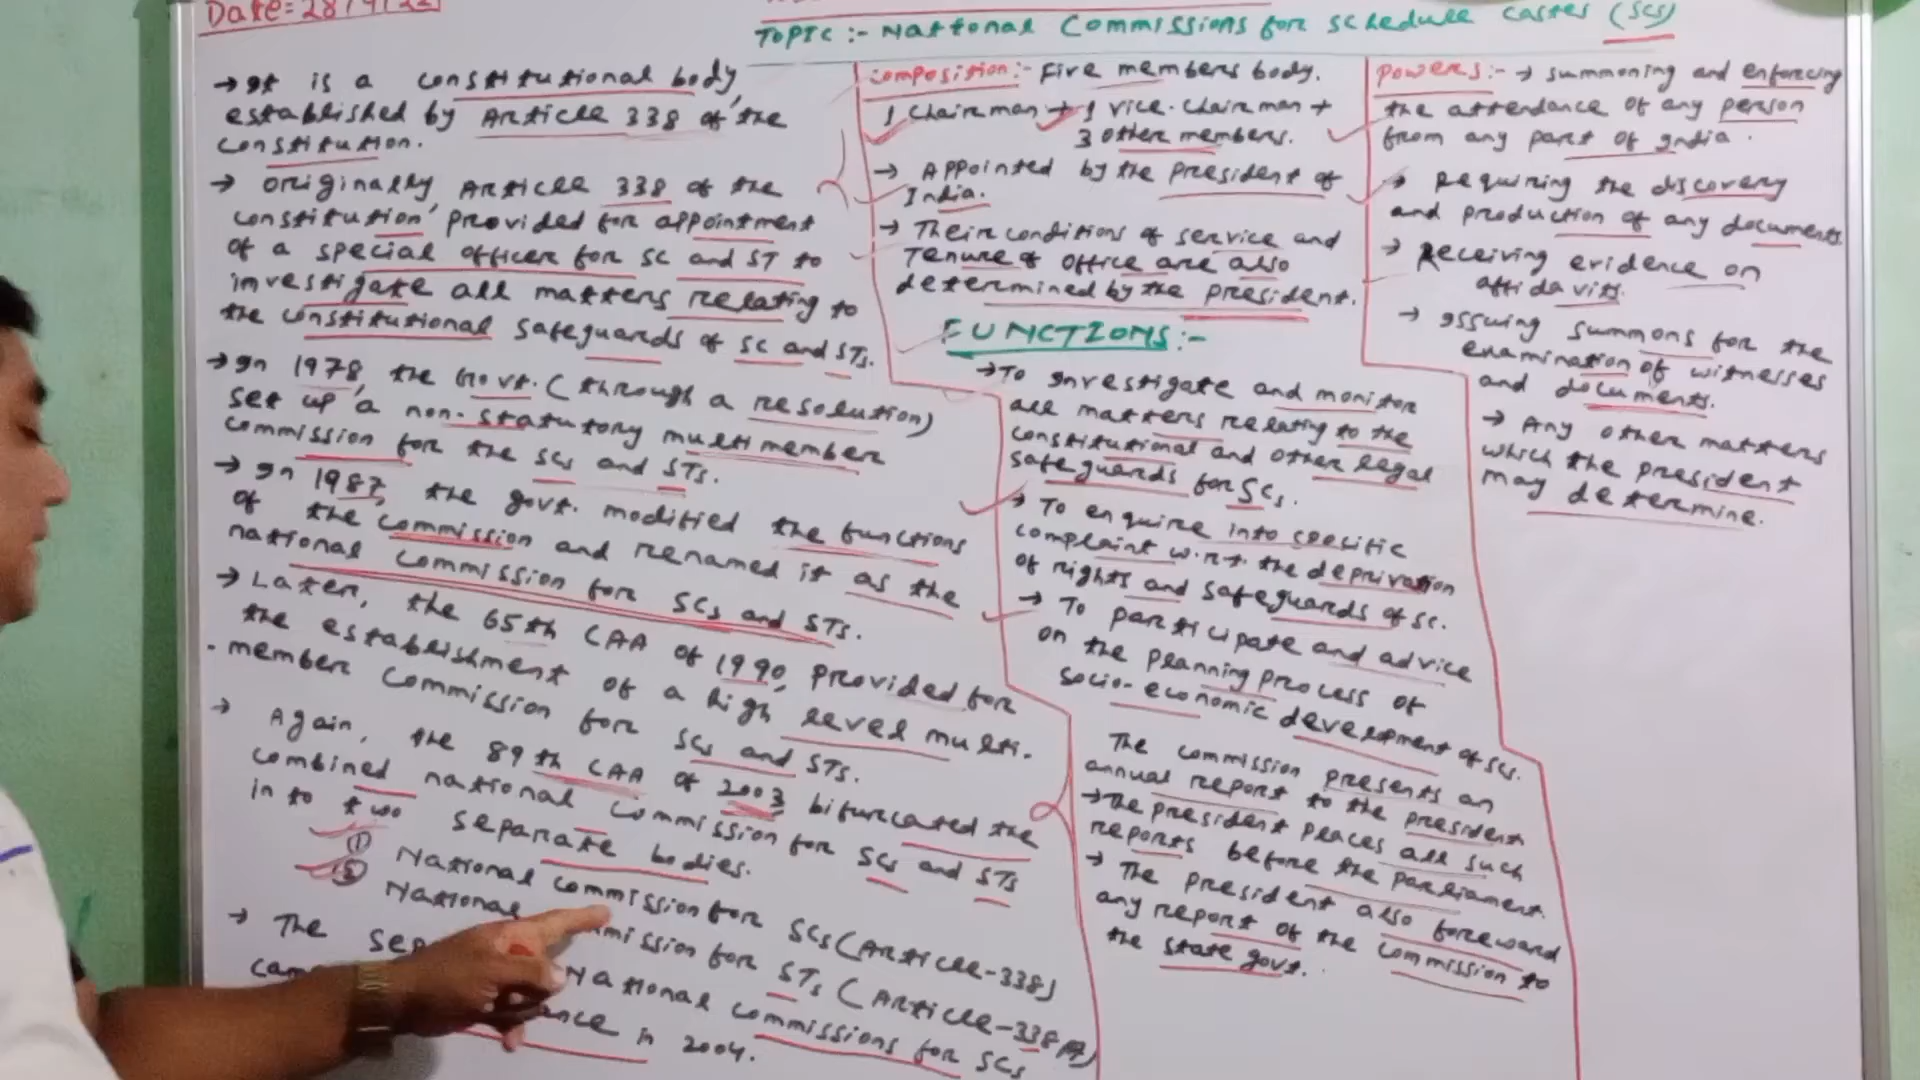 Date:- 28/9/22
Topic :- National Commissions for schedule castes (SCs)
→ It is a constitutional body,
established by Article 338 of the
constitution.
→ originally, Article 338 of the
constitution, provided for appointment
of a special officer for SC and ST to
investigate all matters relating to
the constitutional safeguards of SC and STs.
→ In 1978, the Govt. (through a resolution)
set up a non-statutory multimember
commission for the SCs and STs.
→ In 1987, the govt. modified the functions
of the commission and renamed it as the
national commission for SCs and STs.
→ Later, the 65th CAA of 1990, provided for
the establishment of a high level multi-
member commission for SCs and STs.
→ Again, the 89th CAA of 2003, bifurcated the
combined national commission for SCs and STs
in to two separate bodies.
① National commission for SCs (Article-338)
② National commission for STs (Article-338A)
→ The sep National commissions for SCs
came ance in 2004.
composition:- Five members body.
1 Chairman + 1 vice-chairman +
3 other members.
→ Appointed by the president of
India.
→ Their conditions of service and
Tenure of office are also
determined by the president.
FUNCTIONS:-
→ To investigate and monitor
all matters relating to the
constitutional and other legal
safeguards for SCs.
→ To enquire into specific
complaint w.r.t. the deprivation
of rights and safeguards of SC.
→ To participate and advice
on the planning process of
socio-economic development of SCs.
The commission presents an
annual report to the president
→ The president places all such
reports before the parliament.
→ The president also foreward
any report of the commission to
the state govt.
powers:- → summoning and enforcing
the attendance of any person
from any part of India.
→ Requiring the discovery
and production of any documents
→ Receiving evidence on
affidavits.
→ Issuing summons for the
examination of witnesses
and documents.
→ Any other matters
which the president
may determine.